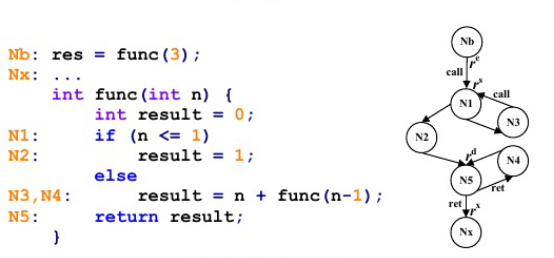 Nb: res = func(3);
Nx: ...
int func(int n) {
int result = 0;
N1: if (n <= 1)
N2: result = 1;
else
N3,N4: result = n + func(n-1);
N5: return result;
}
Nb
r^e
call
r^s
call
N1
N3
N2
r^d
N4
N5
ret
ret
r^x
Nx